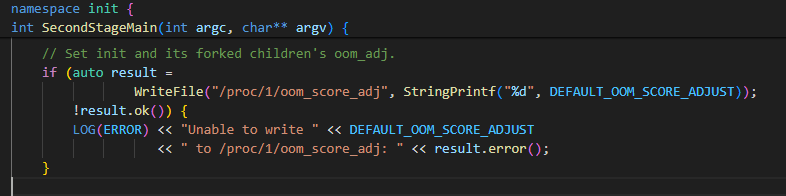 namespace init {
int SecondStageMain(int argc, char** argv) {
// Set init and its forked children's oom_adj.
if (auto result =
WriteFile("/proc/1/oom_score_adj", StringPrintf("%d", DEFAULT_OOM_SCORE_ADJUST));
!result.ok()) {
LOG(ERROR) << "Unable to write " << DEFAULT_OOM_SCORE_ADJUST
<< " to /proc/1/oom_score_adj: " << result.error();
}